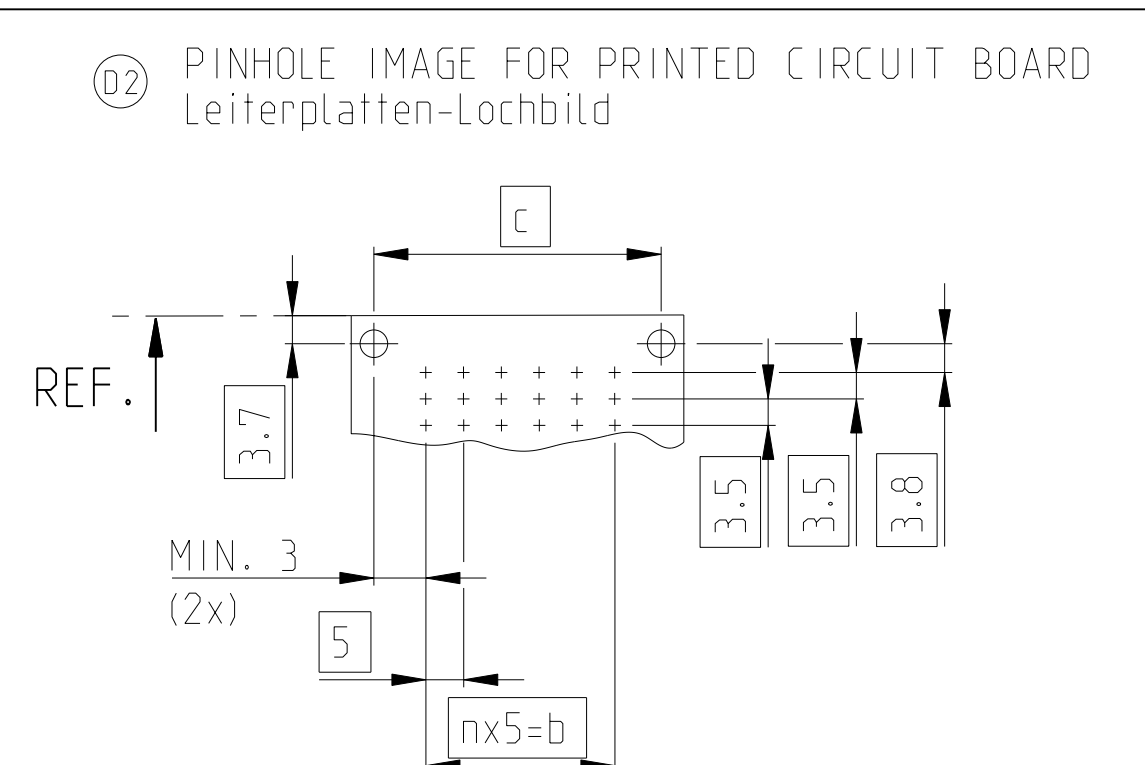 D2
PINHOLE IMAGE FOR PRINTED CIRCUIT BOARD
Leiterplatten-Lochbild
c
REF.
3.7
3.5
3.5
3.8
MIN. 3
(2x)
5
nx5=b